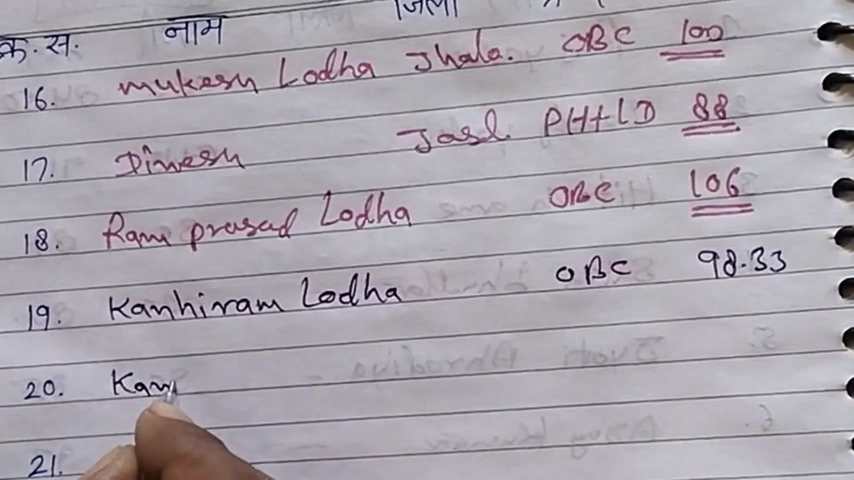 क्र.स. नाम जिला
16. Mukesh Lodha Jhala. OBC 100
17. Dinesh Jasl. PH+LD 88
18. Ram prasad Lodha OBC 106
19. Kanhiram Lodha OBC 98.33
20. Kam
21.